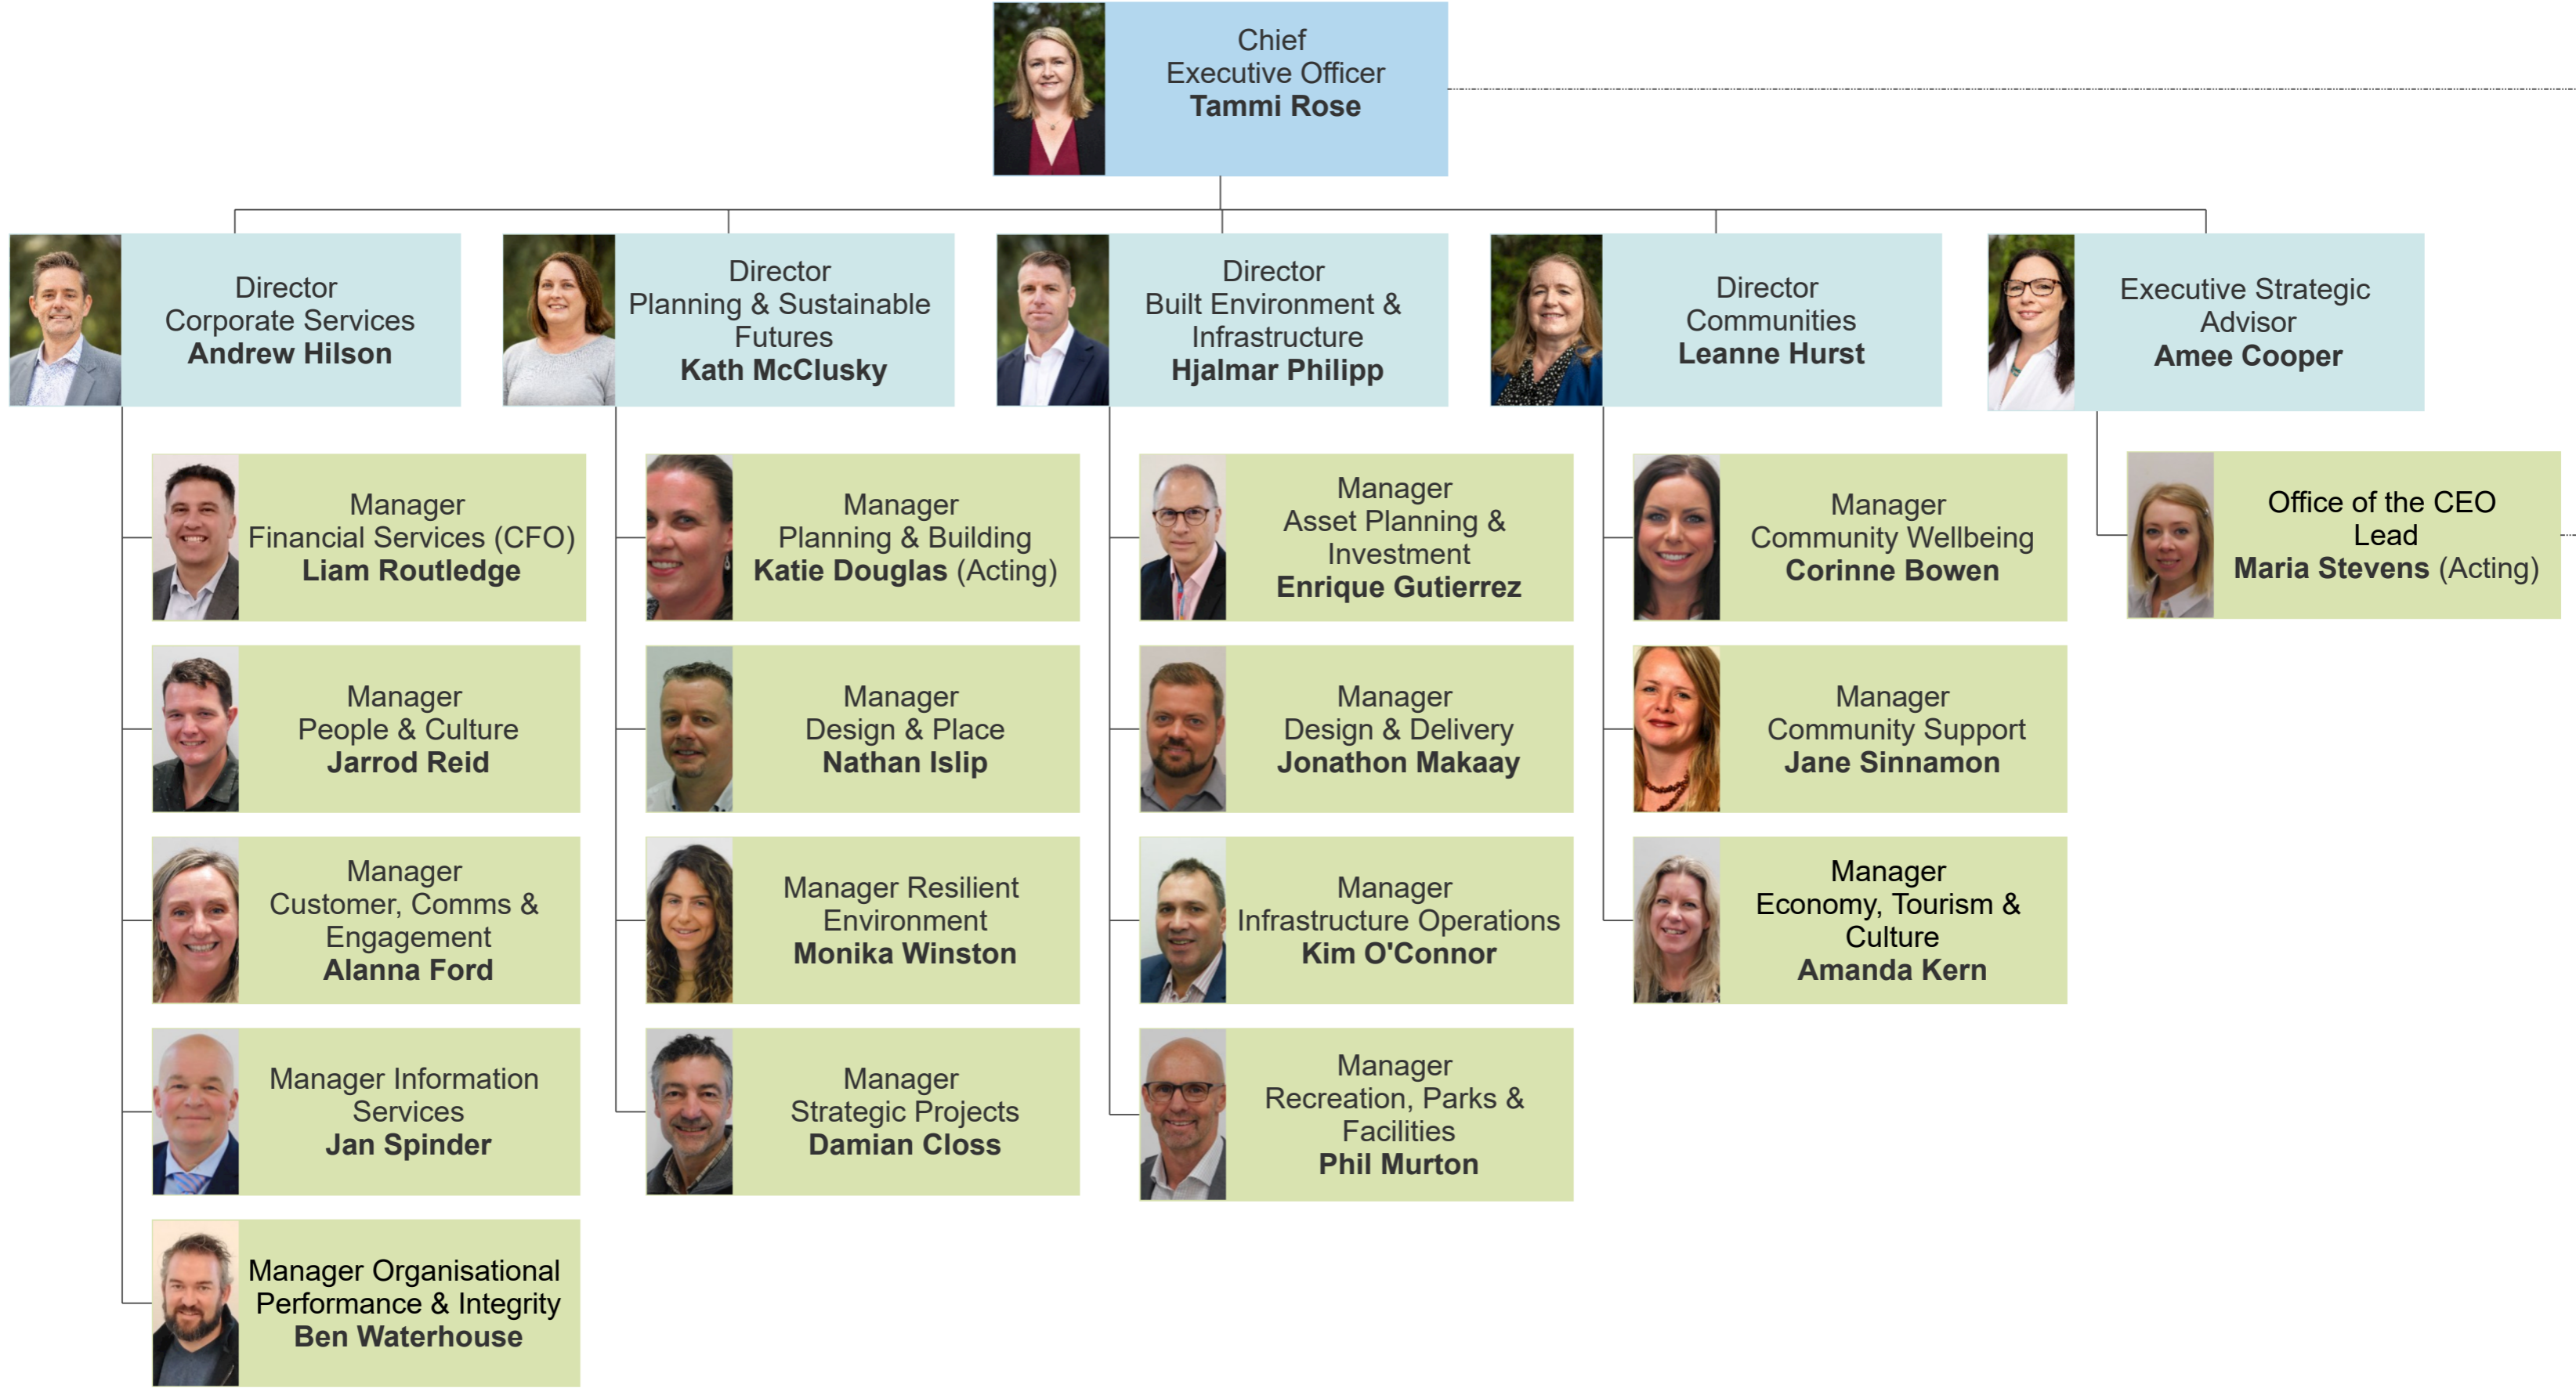 Chief
Executive Officer
Tammi Rose
Director
Corporate Services
Andrew Hilson
Director
Planning & Sustainable
Futures
Kath McClusky
Director
Built Environment &
Infrastructure
Hjalmar Philipp
Director
Communities
Leanne Hurst
Executive Strategic
Advisor
Amee Cooper
Manager
Financial Services (CFO)
Liam Routledge
Manager
People & Culture
Jarrod Reid
Manager
Customer, Comms &
Engagement
Alanna Ford
Manager Information
Services
Jan Spinder
Manager Organisational
Performance & Integrity
Ben Waterhouse
Manager
Planning & Building
Katie Douglas (Acting)
Manager
Design & Place
Nathan Islip
Manager Resilient
Environment
Monika Winston
Manager
Strategic Projects
Damian Closs
Manager
Asset Planning &
Investment
Enrique Gutierrez
Manager
Design & Delivery
Jonathon Makaay
Manager
Infrastructure Operations
Kim O'Connor
Manager
Recreation, Parks &
Facilities
Phil Murton
Manager
Community Wellbeing
Corinne Bowen
Manager
Community Support
Jane Sinnamon
Manager
Economy, Tourism &
Culture
Amanda Kern
Office of the CEO
Lead
Maria Stevens (Acting)